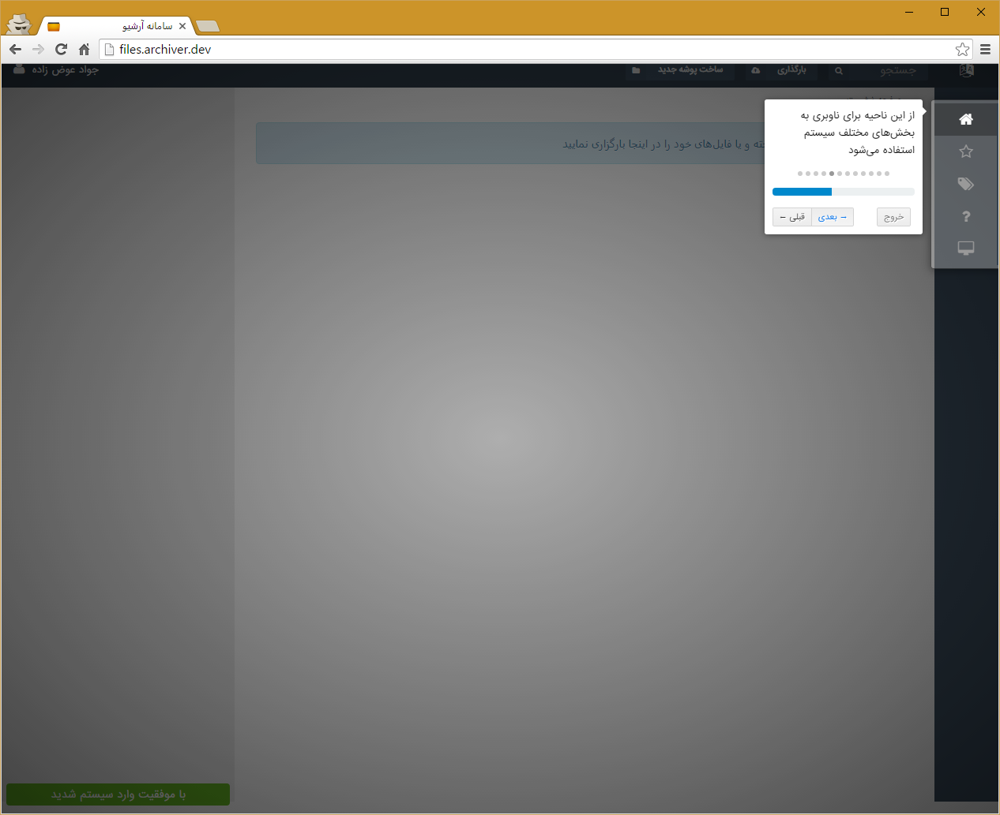 سامانه آرشیو
files.archiver.dev
جستجو
بارگذاری
ساخت پوشه جدید
جواد عوض زاده
و یا فایل‌های خود را در اینجا بارگزاری نمایید
از این ناحیه برای ناوبری به
بخش‌های مختلف سیستم
استفاده می‌شود
خروج
→ بعدی
قبلی ←
با موفقیت وارد سیستم شدید